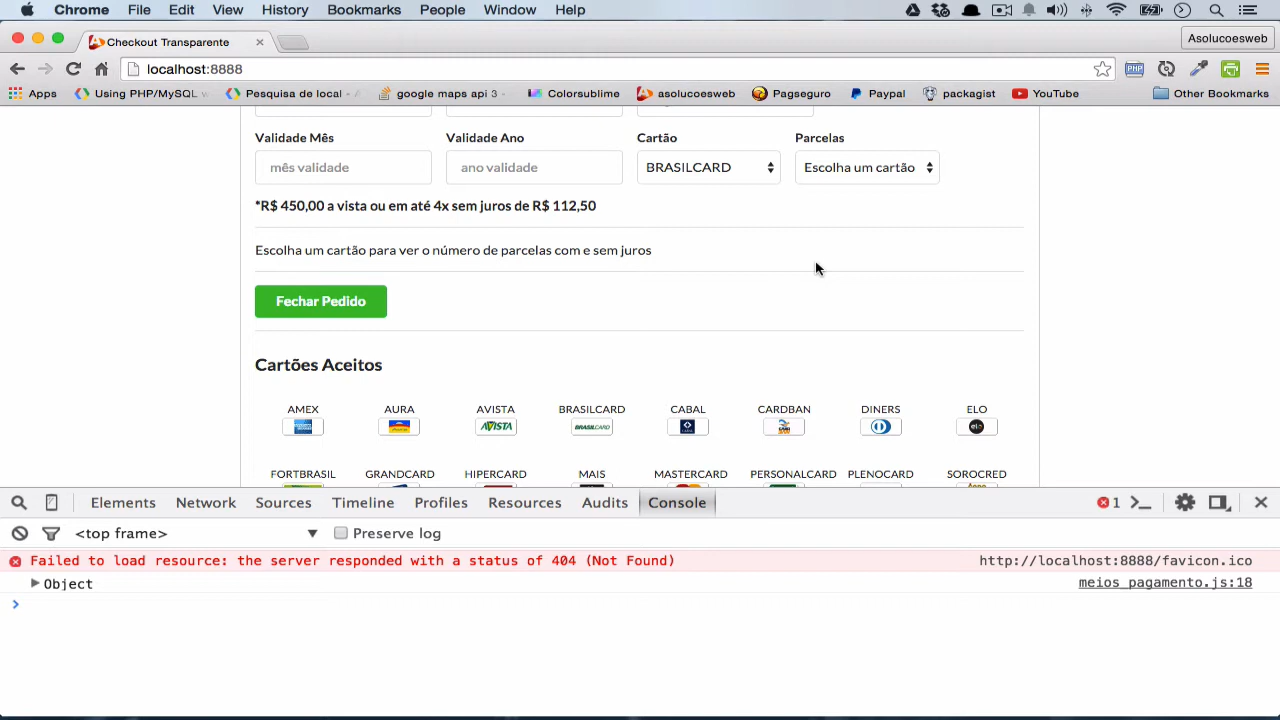 Chrome File Edit View History Bookmarks People Window Help
Checkout Transparente
Asolucoesweb
localhost:8888
Apps Using PHP/MySQL Pesquisa de local - google maps api 3 - Colorsublime asolucoesweb Pagseguro Paypal packagist YouTube Other Bookmarks
Validade Mês Validade Ano Cartão Parcelas
mês validade ano validade BRASILCARD Escolha um cartão
*R$ 450,00 a vista ou em até 4x sem juros de R$ 112,50
Escolha um cartão para ver o número de parcelas com e sem juros
Fechar Pedido
Cartões Aceitos
AMEX AURA AVISTA BRASILCARD CABAL CARDBAN DINERS ELO
FORTBRASIL GRANDCARD HIPERCARD MAIS MASTERCARD PERSONALCARD PLENOCARD SOROCRED
Elements Network Sources Timeline Profiles Resources Audits Console 1
<top frame> Preserve log
Failed to load resource: the server responded with a status of 404 (Not Found) http://localhost:8888/favicon.ico
Object meios_pagamento.js:18